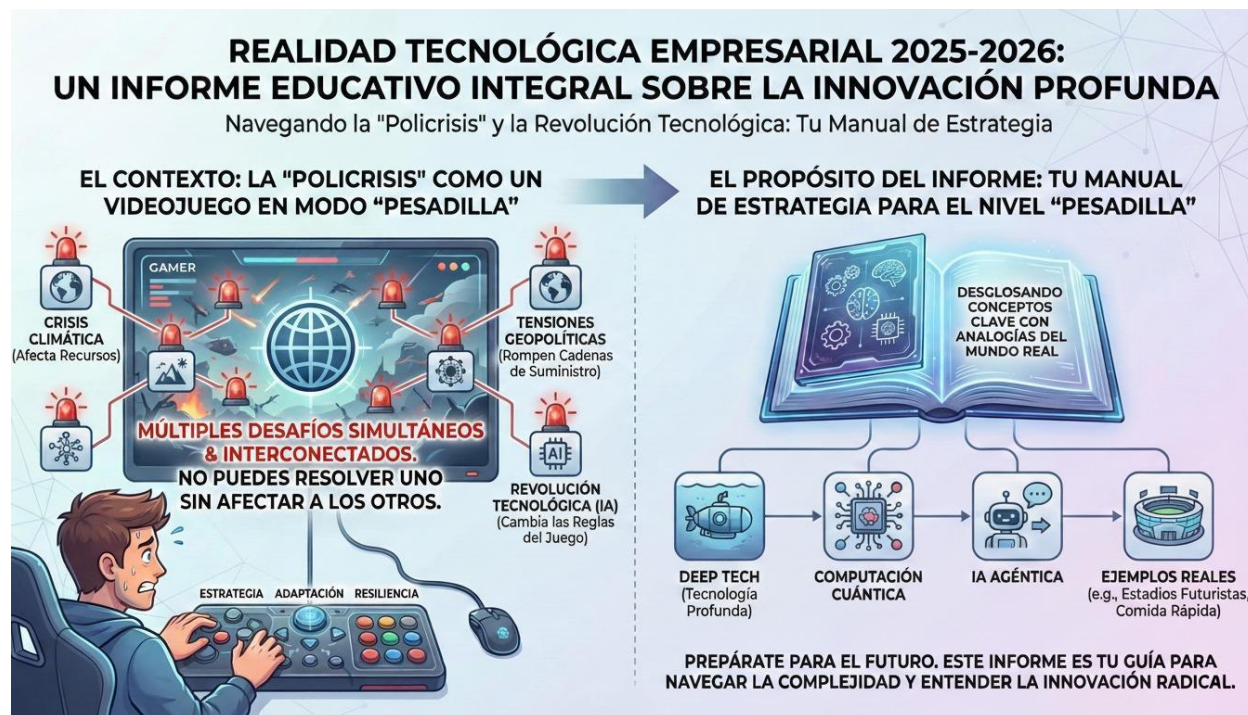 REALIDAD TECNOLÓGICA EMPRESARIAL 2025-2026:
UN INFORME EDUCATIVO INTEGRAL SOBRE LA INNOVACIÓN PROFUNDA
Navegando la "Policrisis" y la Revolución Tecnológica: Tu Manual de Estrategia
EL CONTEXTO: LA "POLICRISIS" COMO UN
VIDEOJUEGO EN MODO “PESADILLA”
GAMER
CRISIS
CLIMÁTICA
(Afecta Recursos)
TENSIONES
GEOPOLÍTICAS
(Rompen Cadenas
de Suministro)
MÚLTIPLES DESAFÍOS SIMULTÁNEOS
& INTERCONECTADOS.
NO PUEDES RESOLVER UNO
SIN AFECTAR A LOS OTROS.
AI
REVOLUCIÓN
TECNOLÓGICA (IA)
(Cambia las Reglas
del Juego)
ESTRATEGIA ADAPTACIÓN RESILIENCIA
EL PROPÓSITO DEL INFORME: TU MANUAL
DE ESTRATEGIA PARA EL NIVEL “PESADILLA”
DESGLOSANDO
CONCEPTOS
CLAVE CON
ANALOGÍAS DEL
MUNDO REAL
DEEP TECH
(Tecnología
Profunda)
COMPUTACIÓN
CUÁNTICA
IA AGÉNTICA
EJEMPLOS REALES
(e.g., Estadios Futuristas,
Comida Rápida)
PREPÁRATE PARA EL FUTURO. ESTE INFORME ES TU GUÍA PARA
NAVEGAR LA COMPLEJIDAD Y ENTENDER LA INNOVACIÓN RADICAL.